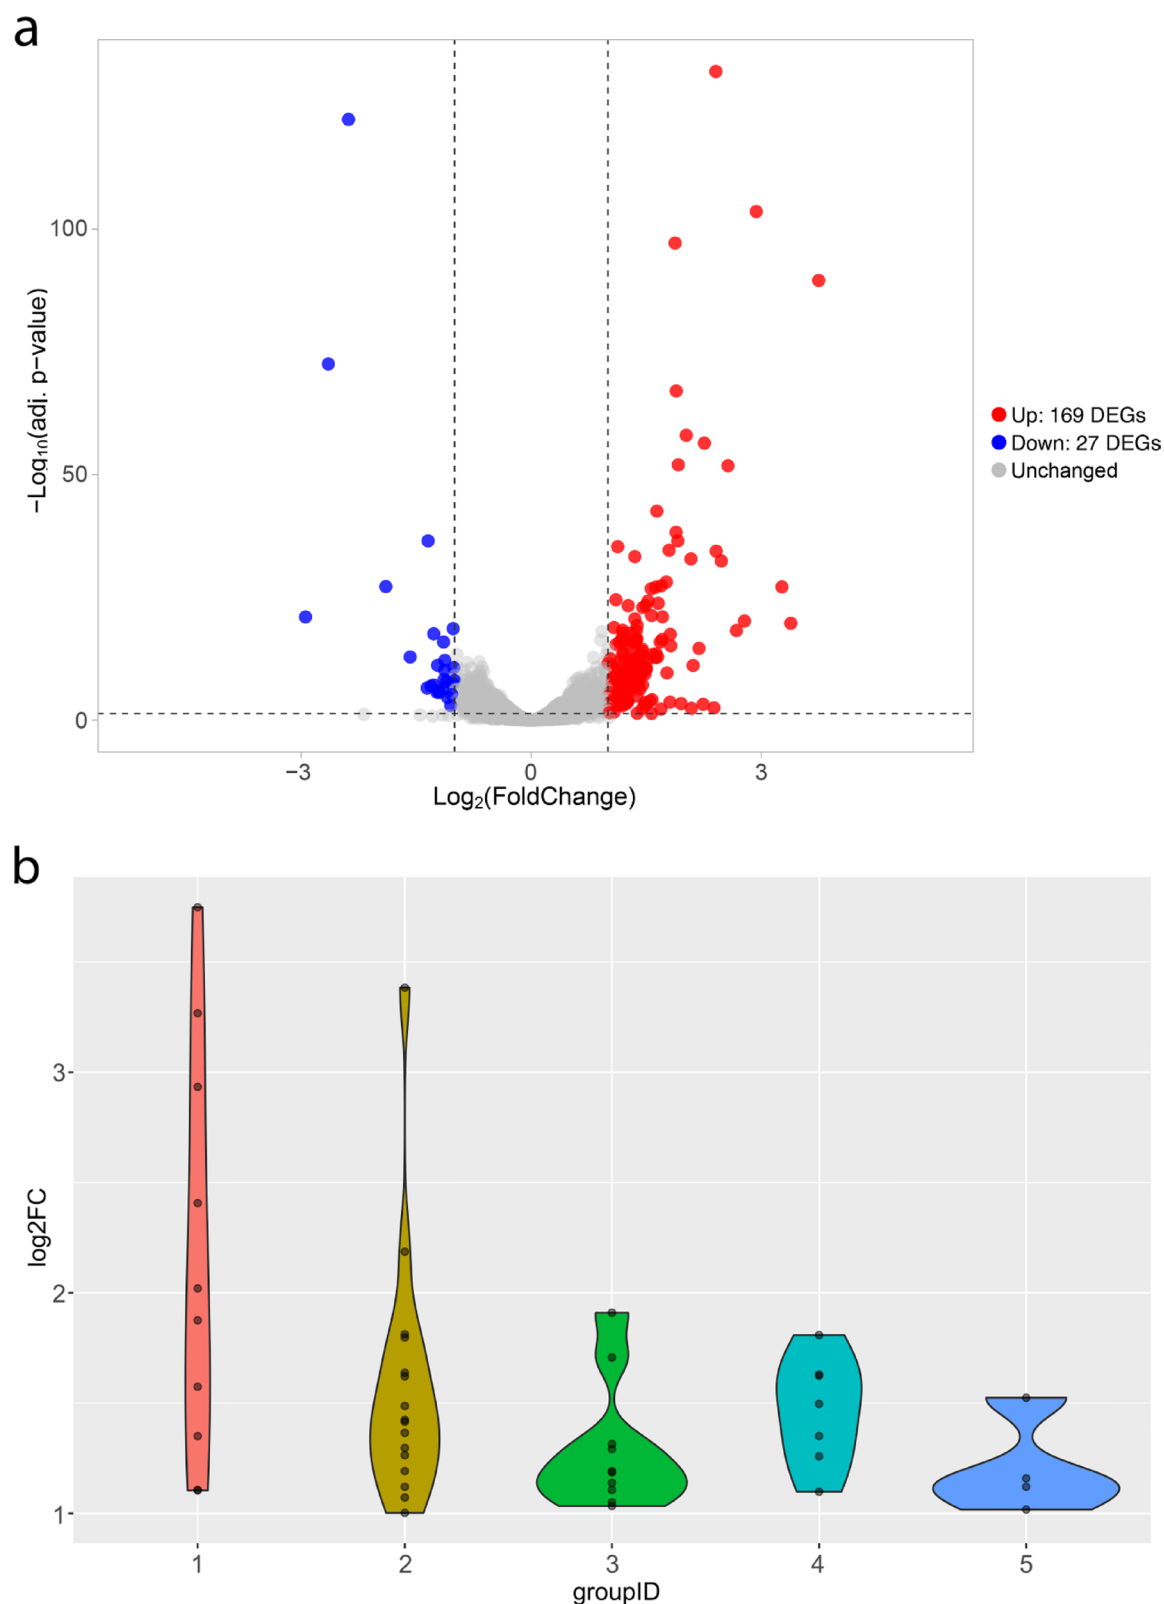 a
100
50
0
−Log₁₀(adj. p−value)
−3
0
3
Log₂(FoldChange)
Up: 169 DEGs
Down: 27 DEGs
Unchanged
b
3
2
1
log2FC
1
2
3
4
5
groupID